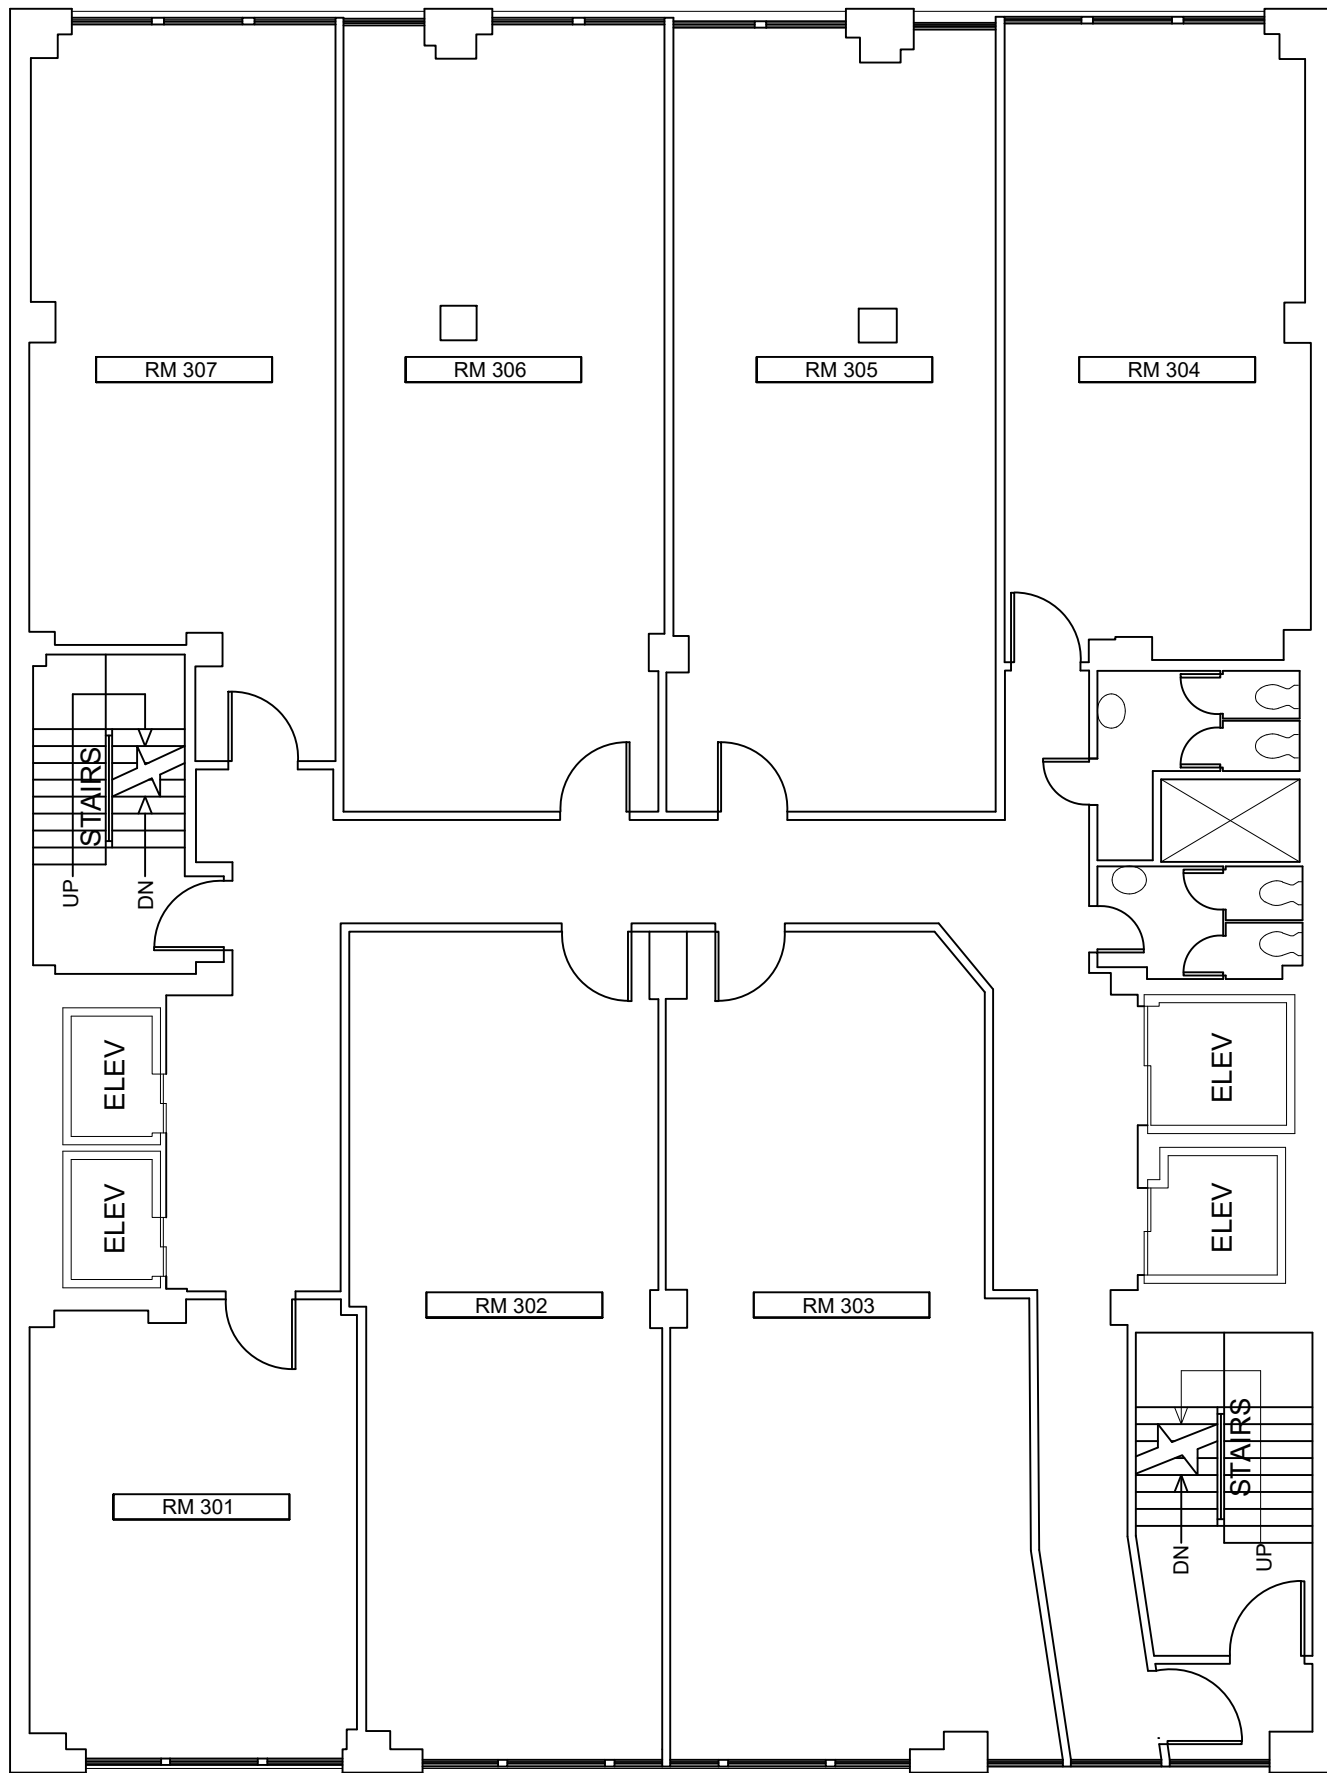 RM 307
RM 306
RM 305
RM 304
STAIRS
UP
DN
ELEV
ELEV
ELEV
ELEV
RM 302
RM 303
RM 301
STAIRS
DN
UP